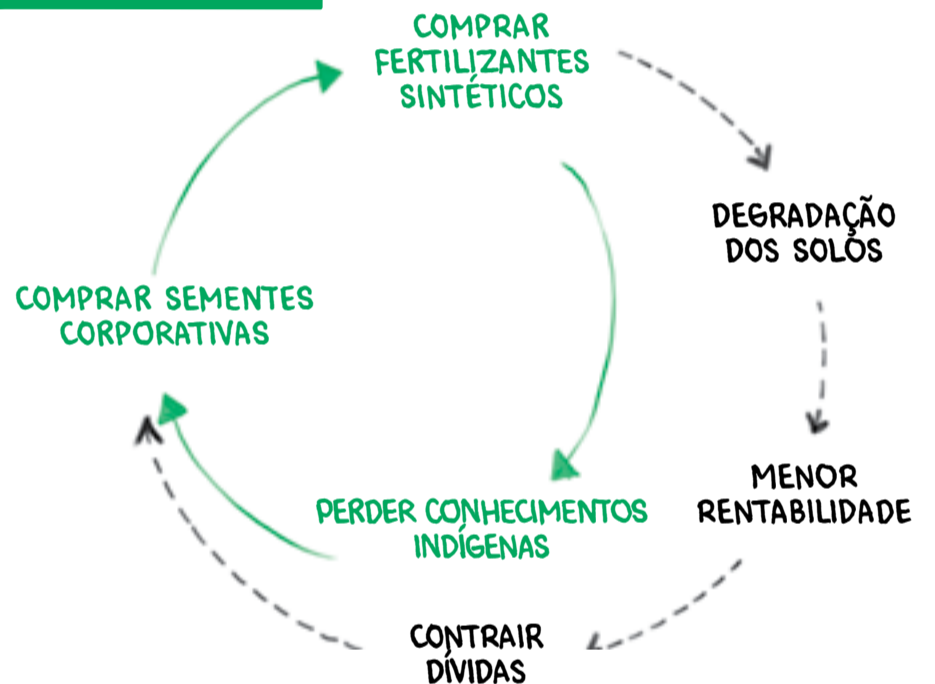 COMPRAR
FERTILIZANTES
SINTÉTICOS
DEGRADAÇÃO
DOS SOLOS
COMPRAR SEMENTES
CORPORATIVAS
MENOR
RENTABILIDADE
PERDER CONHECIMENTOS
INDÍGENAS
CONTRAIR
DÍVIDAS